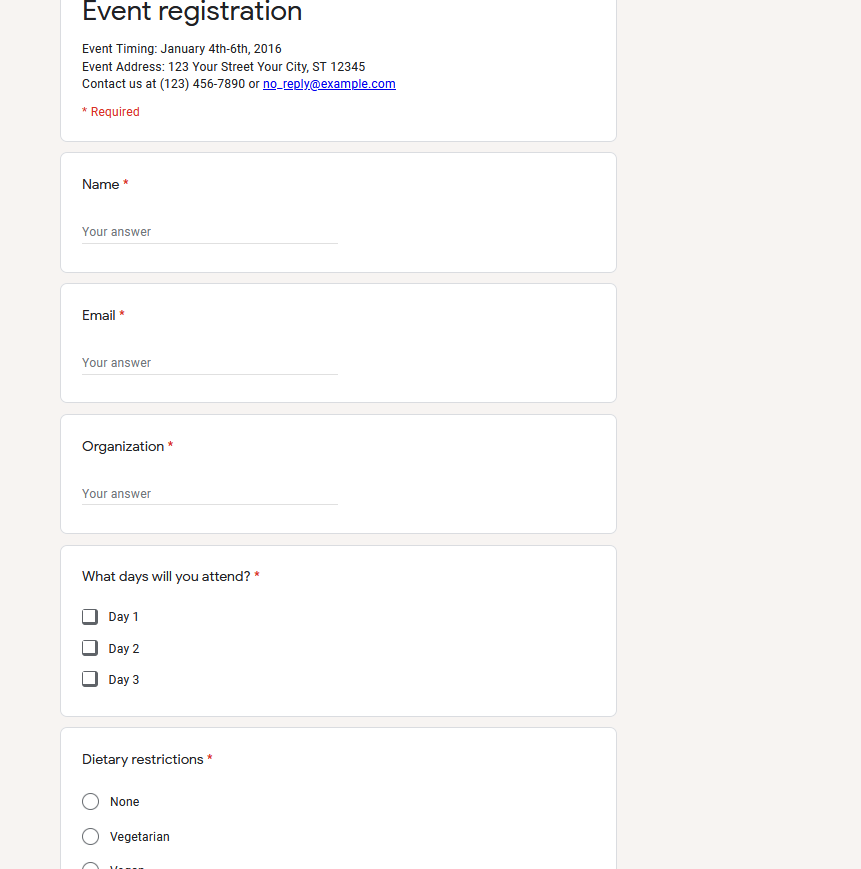 Event registration
Event Timing: January 4th-6th, 2016
Event Address: 123 Your Street Your City, ST 12345
Contact us at (123) 456-7890 or no_reply@example.com
* Required
Name *
Your answer
Email *
Your answer
Organization *
Your answer
What days will you attend? *
Day 1
Day 2
Day 3
Dietary restrictions *
None
Vegetarian
Vegan